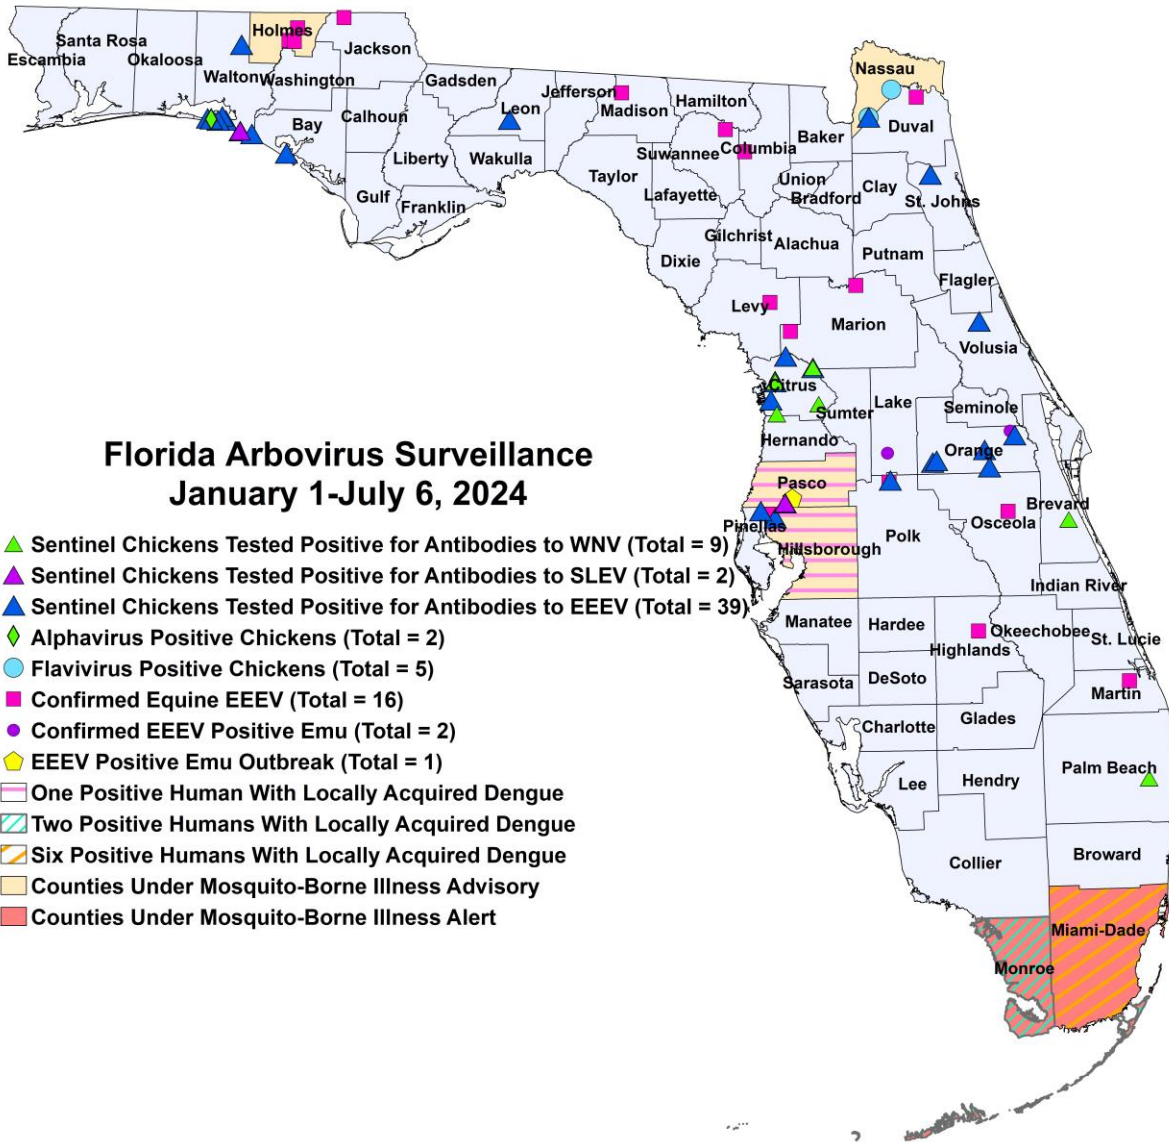 Holmes
Santa Rosa
Jackson
Escambia
Okaloosa
Walton
Washington
Gadsden
Nassau
Jefferson
Leon
Madison
Hamilton
Calhoun
Bay
Duval
Baker
Columbia
Suwannee
Liberty
Wakulla
Taylor
Union
Clay
Lafayette
Bradford
St. Johns
Gulf
Franklin
Gilchrist
Alachua
Putnam
Dixie
Flagler
Levy
Marion
Volusia
Citrus
Lake
Sumter
Seminole
Hernando
Orange
Florida Arbovirus Surveillance
January 1-July 6, 2024
Pasco
Brevard
Osceola
Pinellas
Polk
Hillsborough
Indian River
Manatee
Hardee
Okeechobee
St. Lucie
Highlands
Sarasota
DeSoto
Martin
Charlotte
Glades
Palm Beach
Lee
Hendry
Broward
Collier
Miami-Dade
Monroe
Sentinel Chickens Tested Positive for Antibodies to WNV (Total = 9)
Sentinel Chickens Tested Positive for Antibodies to SLEV (Total = 2)
Sentinel Chickens Tested Positive for Antibodies to EEEV (Total = 39)
Alphavirus Positive Chickens (Total = 2)
Flavivirus Positive Chickens (Total = 5)
Confirmed Equine EEEV (Total = 16)
Confirmed EEEV Positive Emu (Total = 2)
EEEV Positive Emu Outbreak (Total = 1)
One Positive Human With Locally Acquired Dengue
Two Positive Humans With Locally Acquired Dengue
Six Positive Humans With Locally Acquired Dengue
Counties Under Mosquito-Borne Illness Advisory
Counties Under Mosquito-Borne Illness Alert